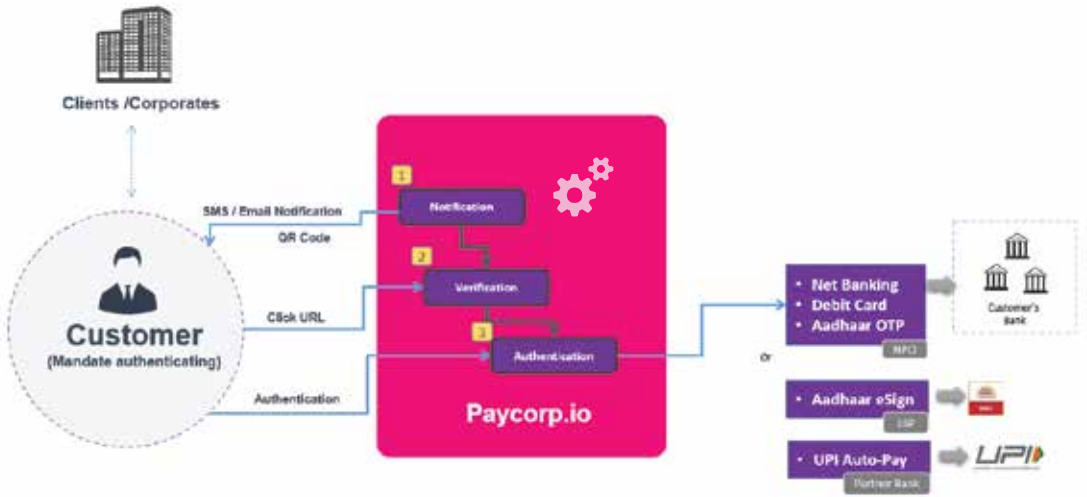 Clients /Corporates
1
Notification
SMS / Email Notification
QR Code
2
Verification
Click URL
Customer
(Mandate authenticating)
3
Authentication
Authentication
Paycorp.io
• Net Banking
• Debit Card
• Aadhaar OTP
NPCI
Customer's
Bank
Or
• Aadhaar eSign
ESP
• UPI Auto-Pay
Partner Bank
UPI